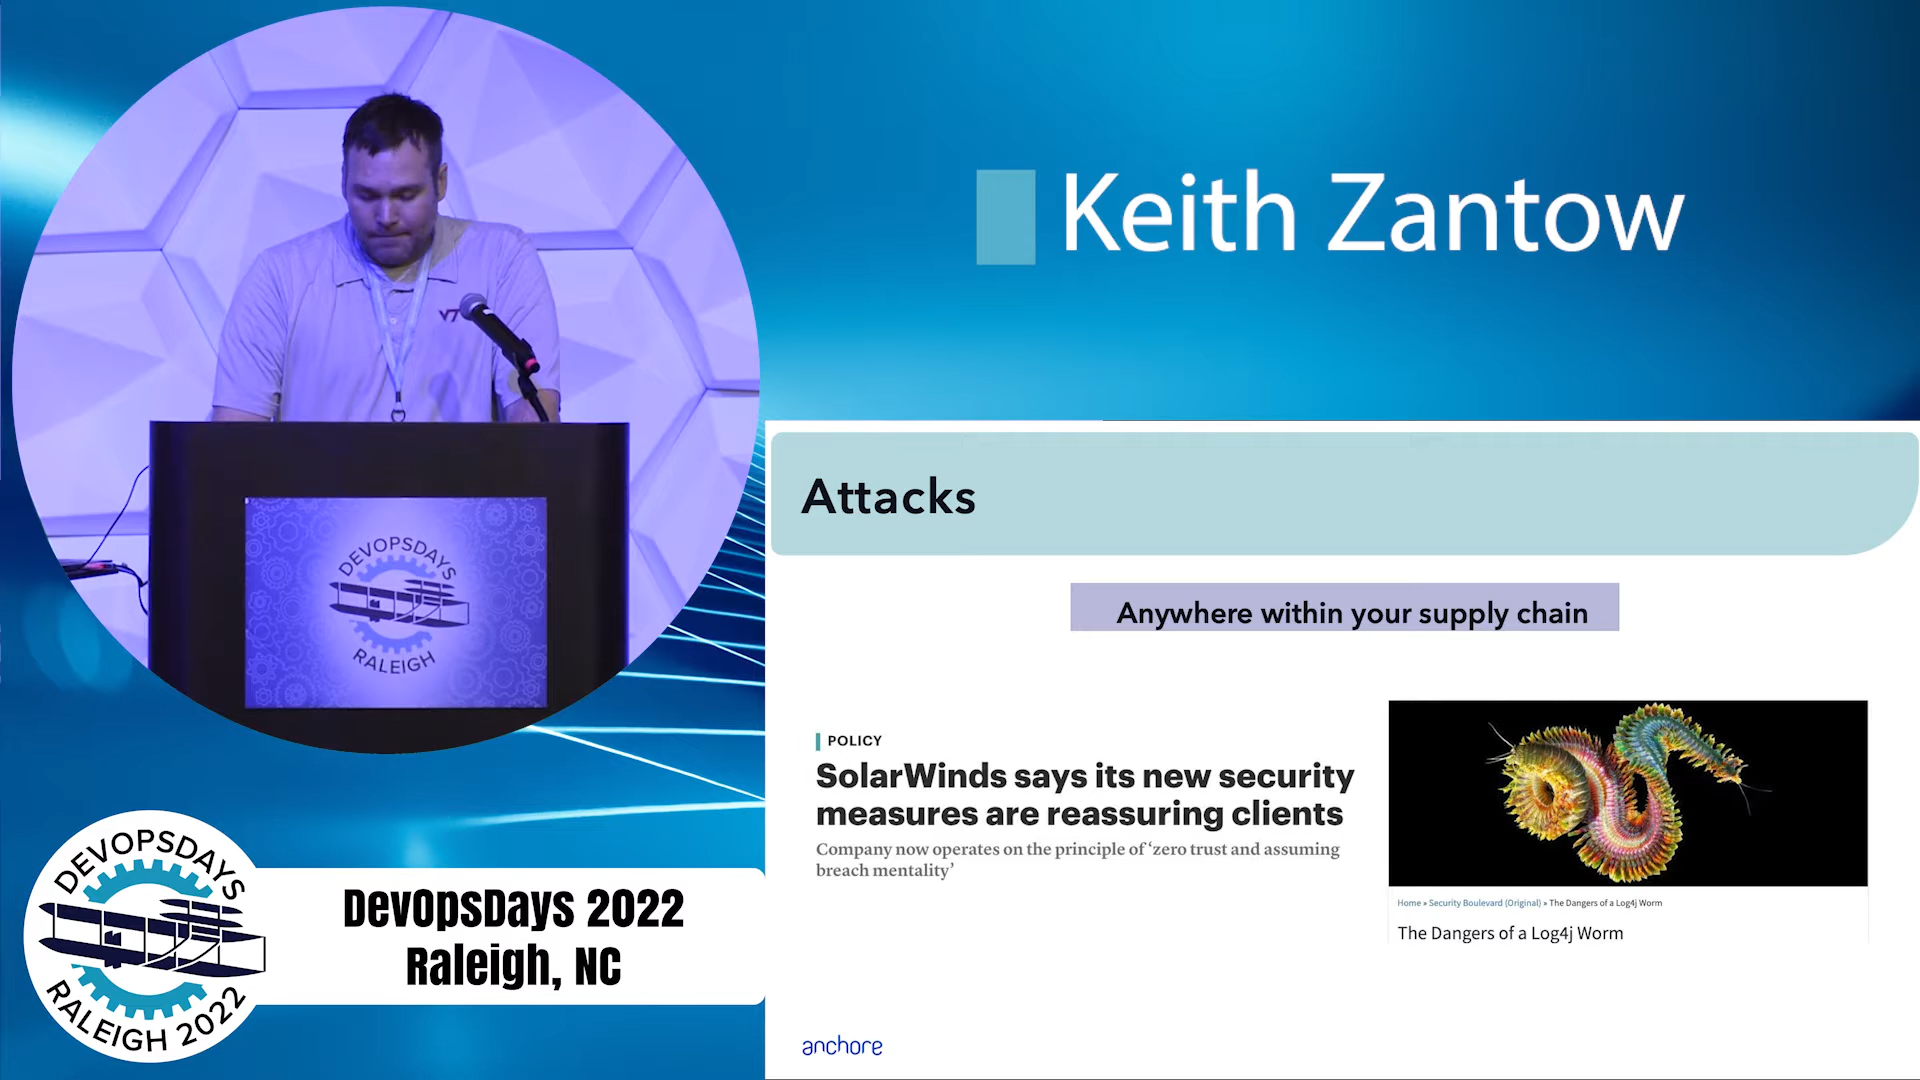 Keith Zantow
VT
DEVOPSDAYS
RALEIGH
DEVOPSDAYS
RALEIGH 2022
DevOpsDays 2022
Raleigh, NC
Attacks
Anywhere within your supply chain
POLICY
SolarWinds says its new security
measures are reassuring clients
Company now operates on the principle of ‘zero trust and assuming
breach mentality’
Home » Security Boulevard (Original) » The Dangers of a Log4j Worm
The Dangers of a Log4j Worm
anchore